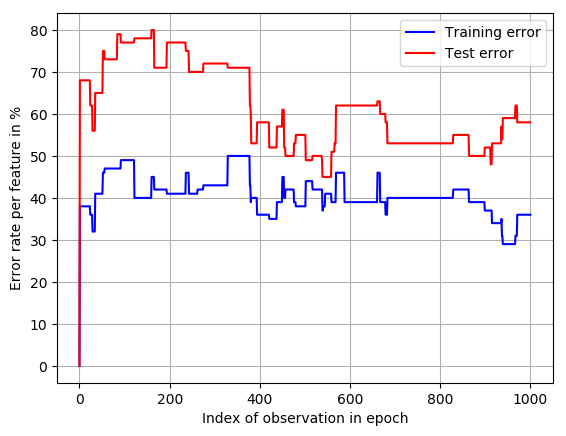 Training error
Test error
80
70
60
50
40
30
20
10
0
Error rate per feature in %
0 200 400 600 800 1000
Index of observation in epoch